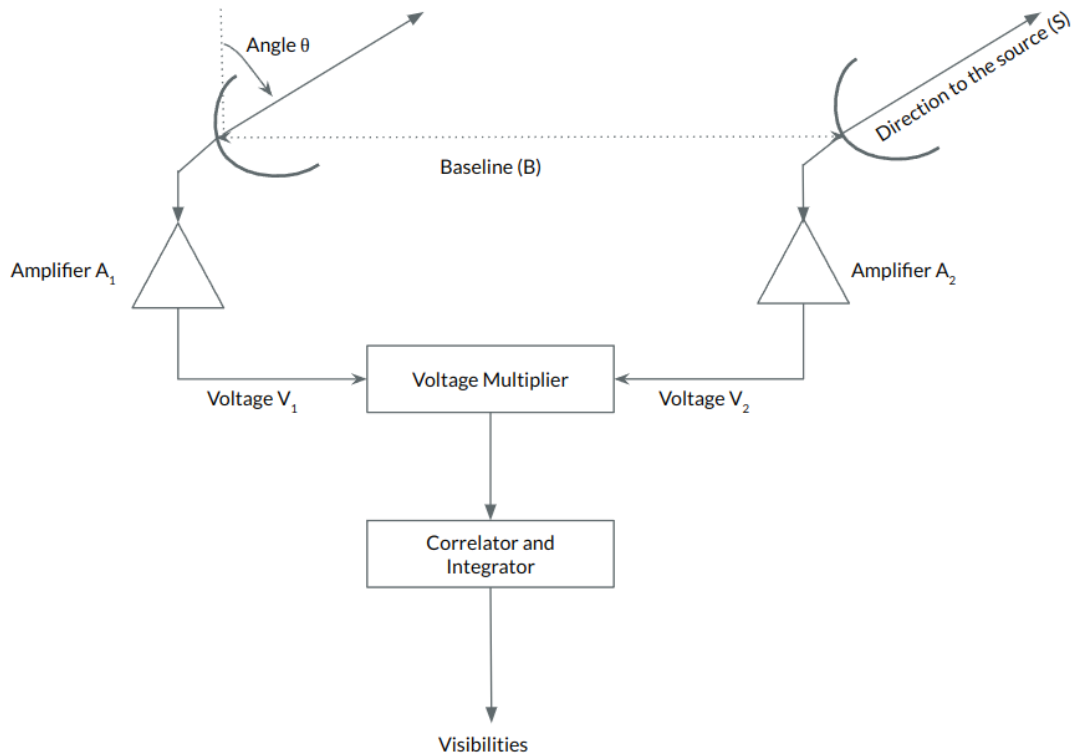 Angle θ
Direction to the source (S)
Baseline (B)
Amplifier A₁
Amplifier A₂
Voltage Multiplier
Voltage V₁
Voltage V₂
Correlator and
Integrator
Visibilities